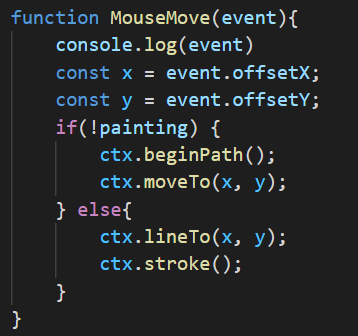 function MouseMove(event){
    console.log(event)
    const x = event.offsetX;
    const y = event.offsetY;
    if(!painting) {
        ctx.beginPath();
        ctx.moveTo(x, y);
    } else{
        ctx.lineTo(x, y);
        ctx.stroke();
    }
}